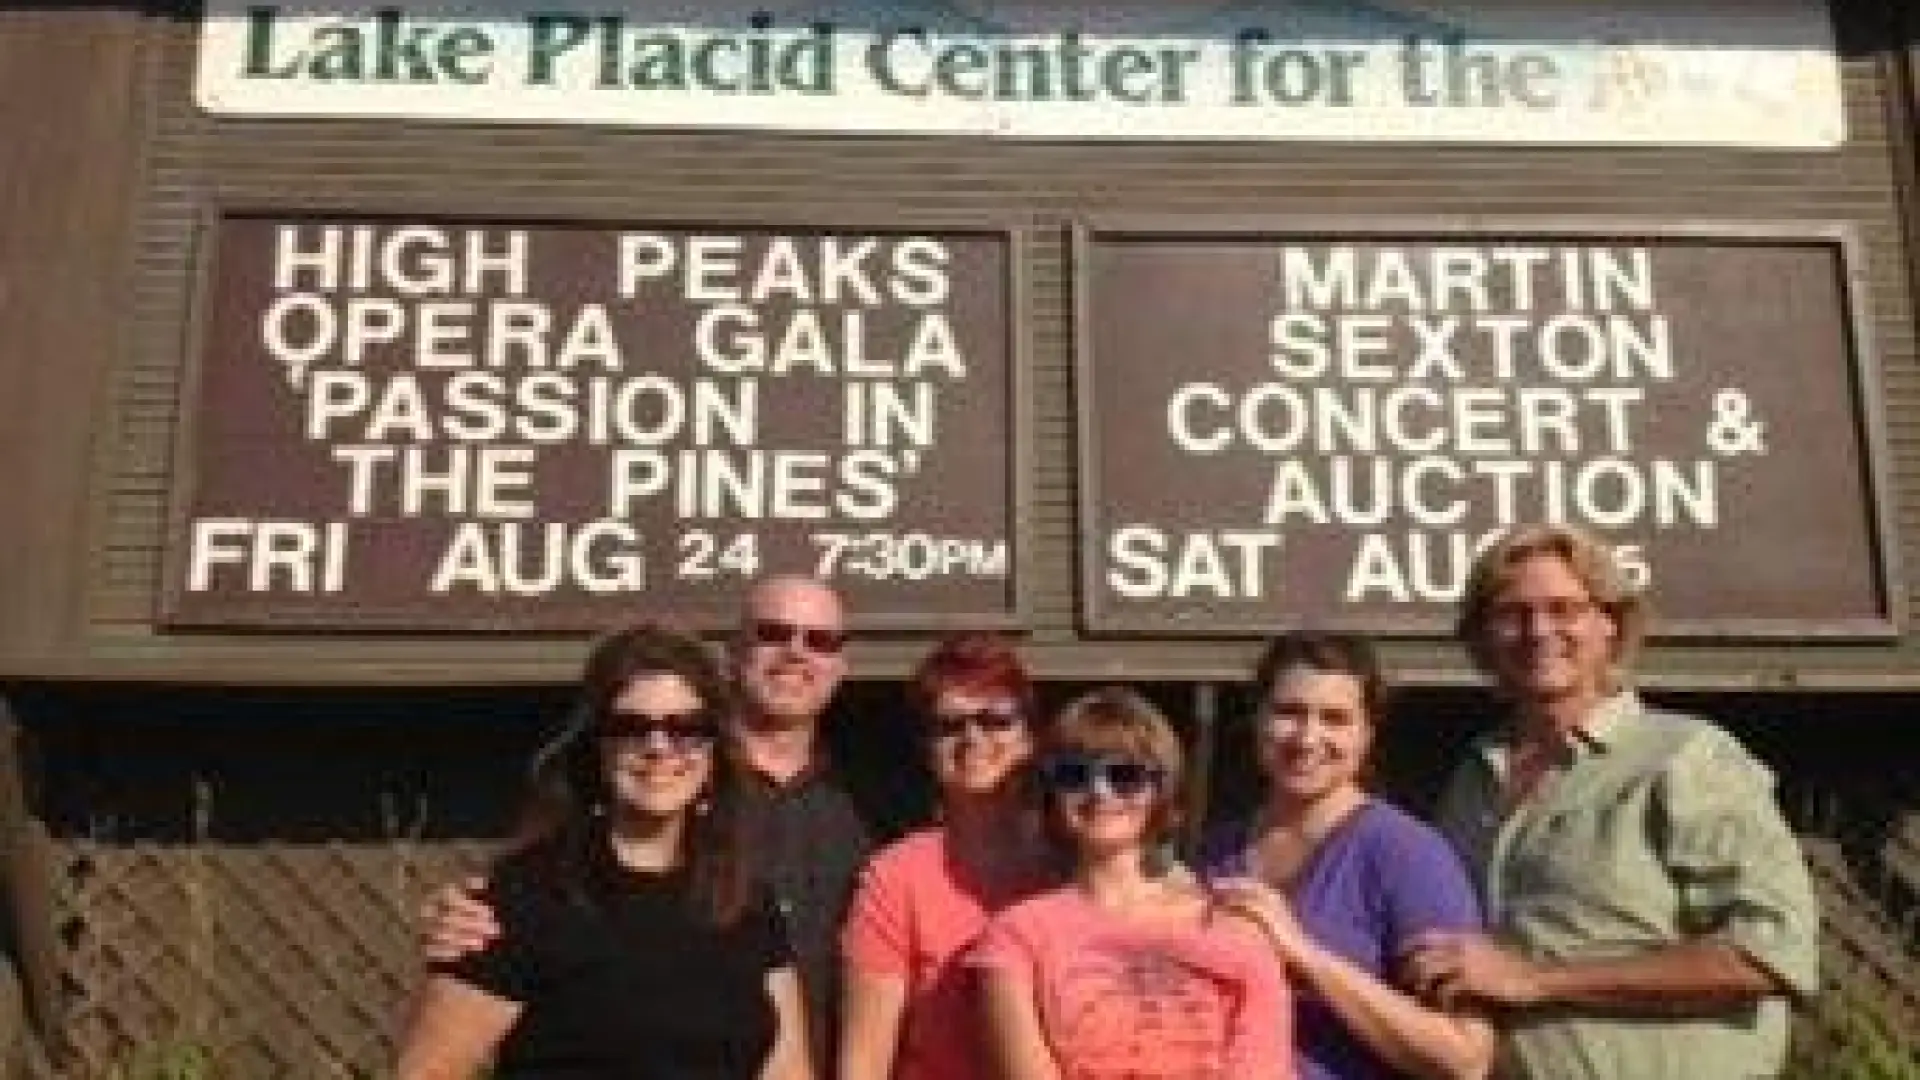 Lake Placid Center for the
HIGH PEAKS
OPERA GALA
'PASSION IN
THE PINES'
FRI AUG 24 7:30PM
MARTIN
SEXTON
CONCERT &
AUCTION
SAT